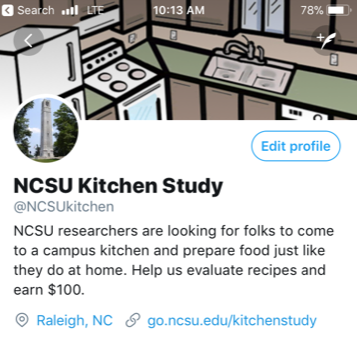 Search LTE 10:13 AM 78%
Edit profile
NCSU Kitchen Study
@NCSUkitchen
NCSU researchers are looking for folks to come
to a campus kitchen and prepare food just like
they do at home. Help us evaluate recipes and
earn $100.
Raleigh, NC go.ncsu.edu/kitchenstudy